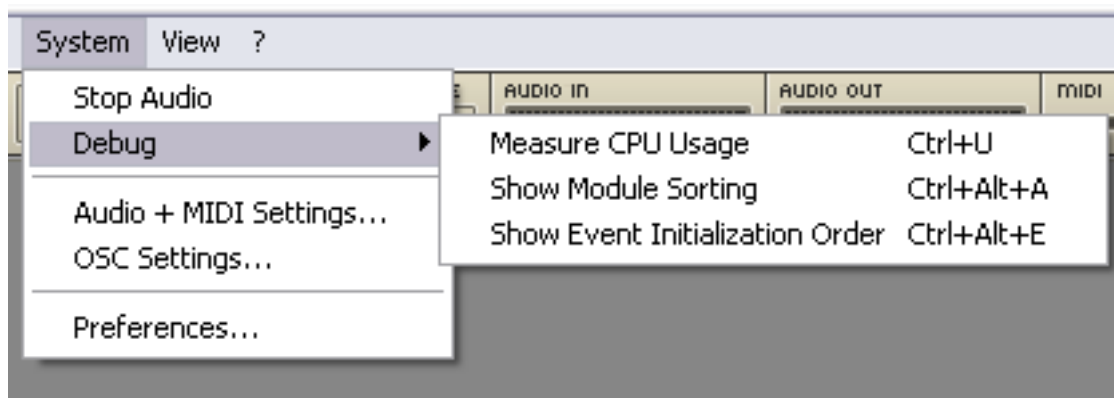 System View ?
AUDIO IN AUDIO OUT MIDI
Stop Audio
Debug
Audio + MIDI Settings...
OSC Settings...
Preferences...
Measure CPU Usage Ctrl+U
Show Module Sorting Ctrl+Alt+A
Show Event Initialization Order Ctrl+Alt+E